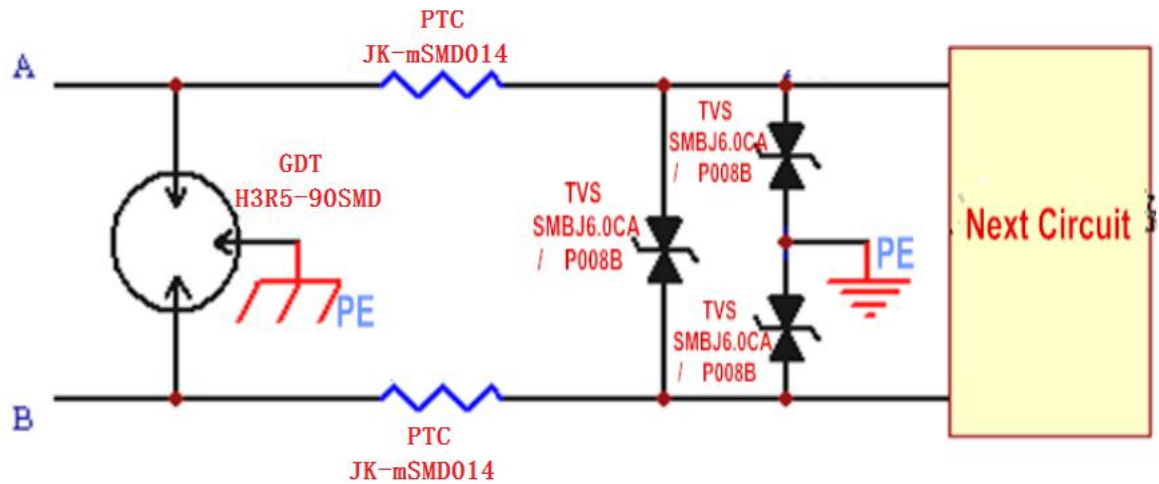 PTC
JK-mSMD014
A
GDT
H3R5-90SMD
PE
TVS
SMBJ6.0CA
/ P008B
TVS
SMBJ6.0CA
/ P008B
PE
TVS
SMBJ6.0CA
/ P008B
Next Circuit
B
PTC
JK-mSMD014